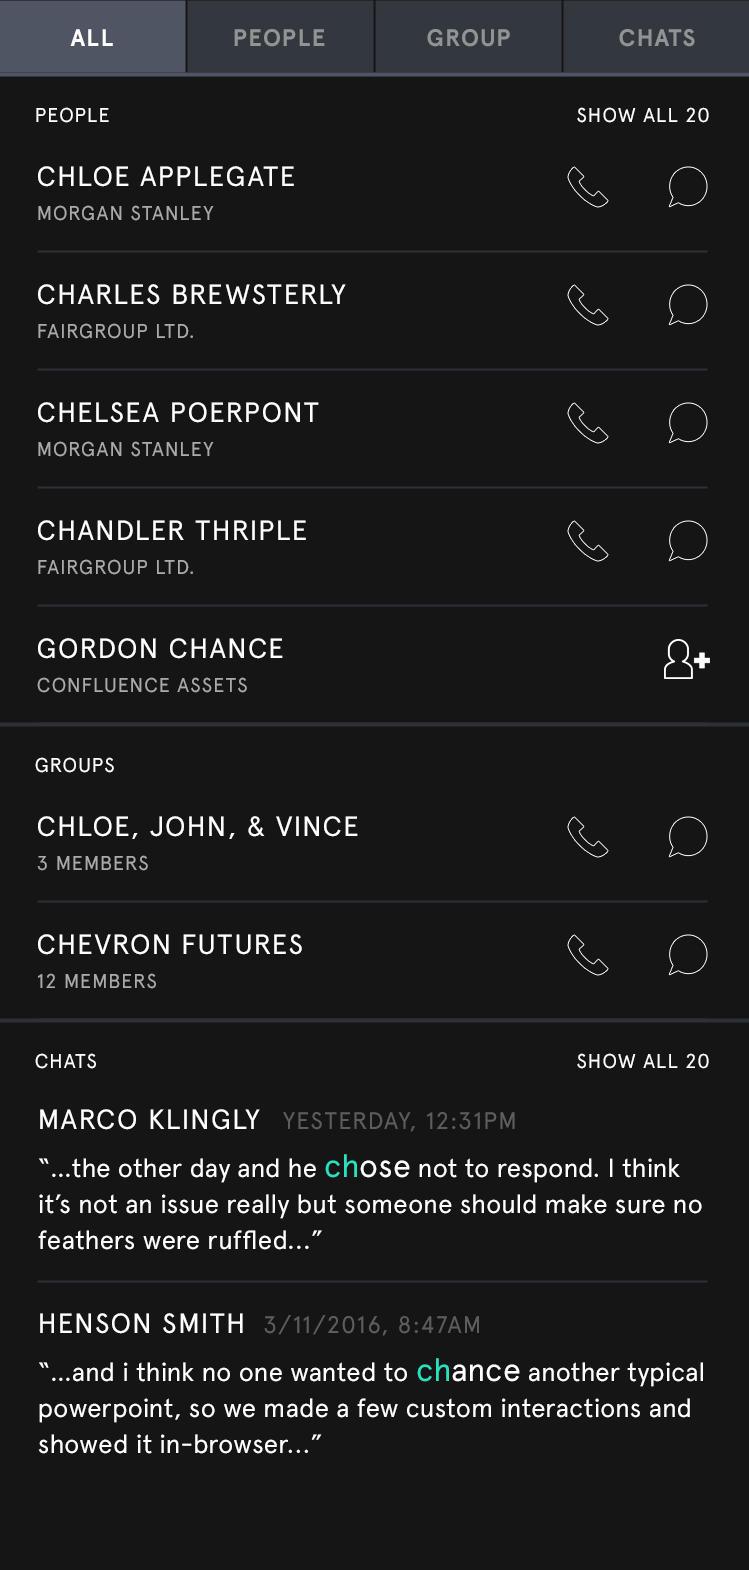 ALL
PEOPLE
GROUP
CHATS
PEOPLE
SHOW ALL 20
CHLOE APPLEGATE
MORGAN STANLEY
CHARLES BREWSTERLY
FAIRGROUP LTD.
CHELSEA POERPONT
MORGAN STANLEY
CHANDLER THRIPLE
FAIRGROUP LTD.
GORDON CHANCE
CONFLUENCE ASSETS
GROUPS
CHLOE, JOHN, & VINCE
3 MEMBERS
CHEVRON FUTURES
12 MEMBERS
CHATS
SHOW ALL 20
MARCO KLINGLY YESTERDAY, 12:31PM
“...the other day and he chose not to respond. I think
it’s not an issue really but someone should make sure no
feathers were ruffled...”
HENSON SMITH 3/11/2016, 8:47AM
“...and i think no one wanted to chance another typical
powerpoint, so we made a few custom interactions and
showed it in-browser...”